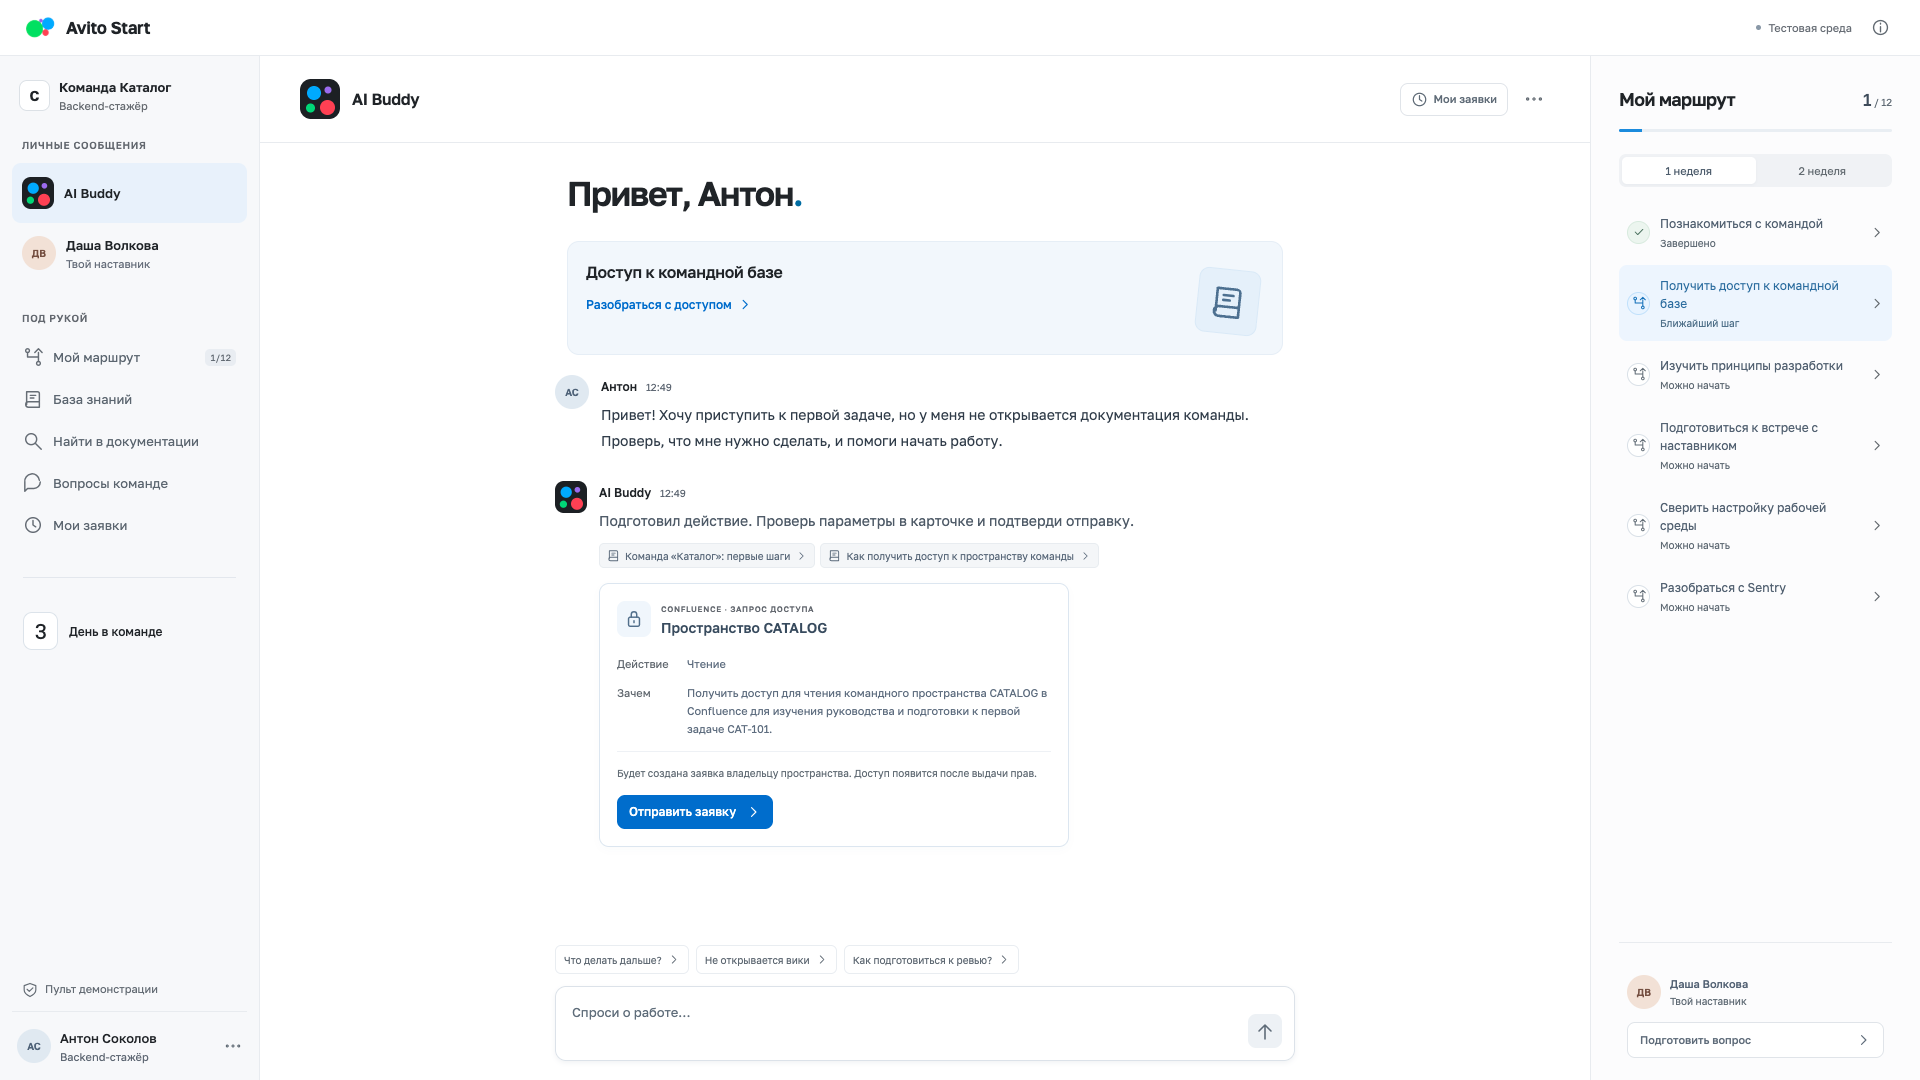 Avito Start
Тестовая среда
C
Команда Каталог
Backend-стажёр
ЛИЧНЫЕ СООБЩЕНИЯ
AI Buddy
ДВ
Даша Волкова
Твой наставник
ПОД РУКОЙ
Мой маршрут
1/12
База знаний
Найти в документации
Вопросы команде
Мои заявки
3
День в команде
Пульт демонстрации
АС
Антон Соколов
Backend-стажёр
AI Buddy
Мои заявки
Привет, Антон.
Доступ к командной базе
Разобраться с доступом
АС
Антон 12:49
Привет! Хочу приступить к первой задаче, но у меня не открывается документация команды.
Проверь, что мне нужно сделать, и помоги начать работу.
AI Buddy 12:49
Подготовил действие. Проверь параметры в карточке и подтверди отправку.
Команда «Каталог»: первые шаги
Как получить доступ к пространству команды
CONFLUENCE · ЗАПРОС ДОСТУПА
Пространство CATALOG
Действие Чтение
Зачем Получить доступ для чтения командного пространства CATALOG в
Confluence для изучения руководства и подготовки к первой
задаче CAT-101.
Будет создана заявка владельцу пространства. Доступ появится после выдачи прав.
Отправить заявку
Что делать дальше?
Не открывается вики
Как подготовиться к ревью?
Спроси о работе...
Мой маршрут
1 / 12
1 неделя
2 неделя
Познакомиться с командой
Завершено
Получить доступ к командной
базе
Ближайший шаг
Изучить принципы разработки
Можно начать
Подготовиться к встрече с
наставником
Можно начать
Сверить настройку рабочей
среды
Можно начать
Разобраться с Sentry
Можно начать
ДВ
Даша Волкова
Твой наставник
Подготовить вопрос